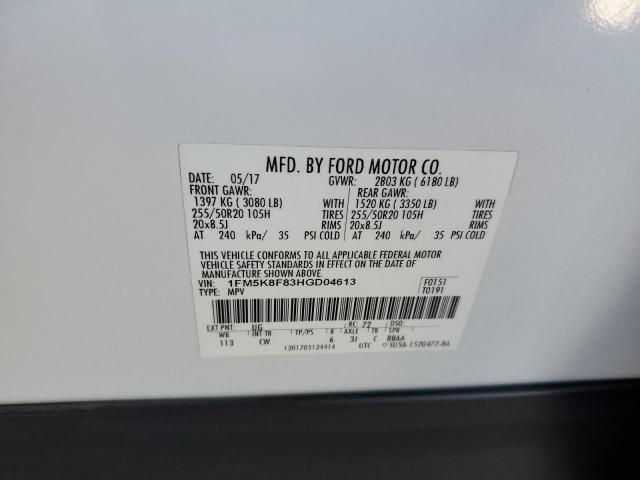 MFD. BY FORD MOTOR CO.
DATE: 05/17 GVWR: 2803 KG ( 6180 LB)
FRONT GAWR: REAR GAWR:
1397 KG ( 3080 LB) WITH 1520 KG ( 3350 LB) WITH
255/50R20 105H TIRES 255/50R20 105H TIRES
20x8.5J RIMS 20x8.5J RIMS
AT 240 kPa/ 35 PSI COLD AT 240 kPa/ 35 PSI COLD
THIS VEHICLE CONFORMS TO ALL APPLICABLE FEDERAL MOTOR
VEHICLE SAFETY STANDARDS IN EFFECT ON THE DATE OF
MANUFACTURE SHOWN ABOVE.
VIN: 1FM5K8F83HGD04613 F0151
TYPE: MPV T0191
UG RC: 72 DSO:
WB INT TR TP/PS R AXLE TR SPR
113 CW 6 3J C BBAA
1201705124414 UTC 5U5A-1520472-BA